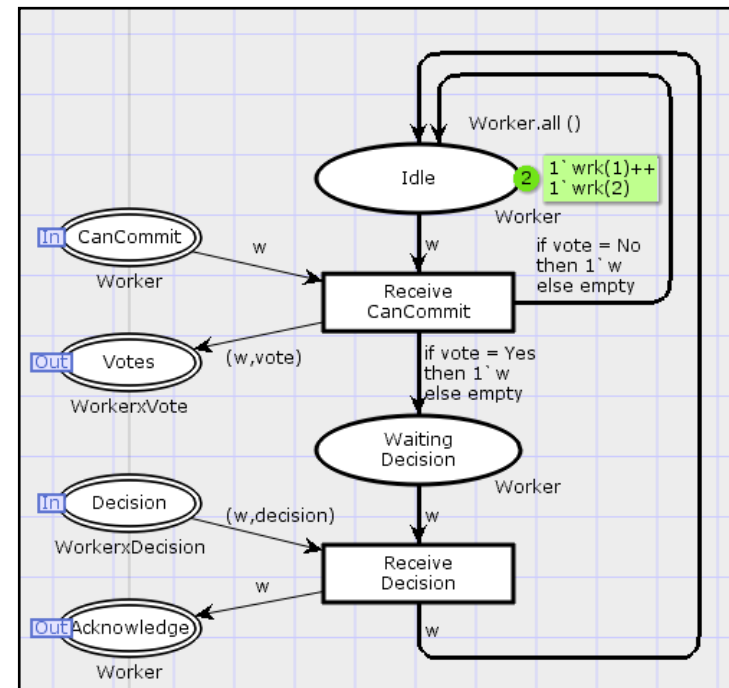 Worker.all ()
Idle
2
1`wrk(1)++
1`wrk(2)
Worker
In
CanCommit
Worker
w
w
if vote = No
then 1`w
else empty
Receive
CanCommit
Out
Votes
(w,vote)
WorkerxVote
if vote = Yes
then 1`w
else empty
Waiting
Decision
Worker
In
Decision
(w,decision)
WorkerxDecision
w
Receive
Decision
w
Out
Acknowledge
Worker
w